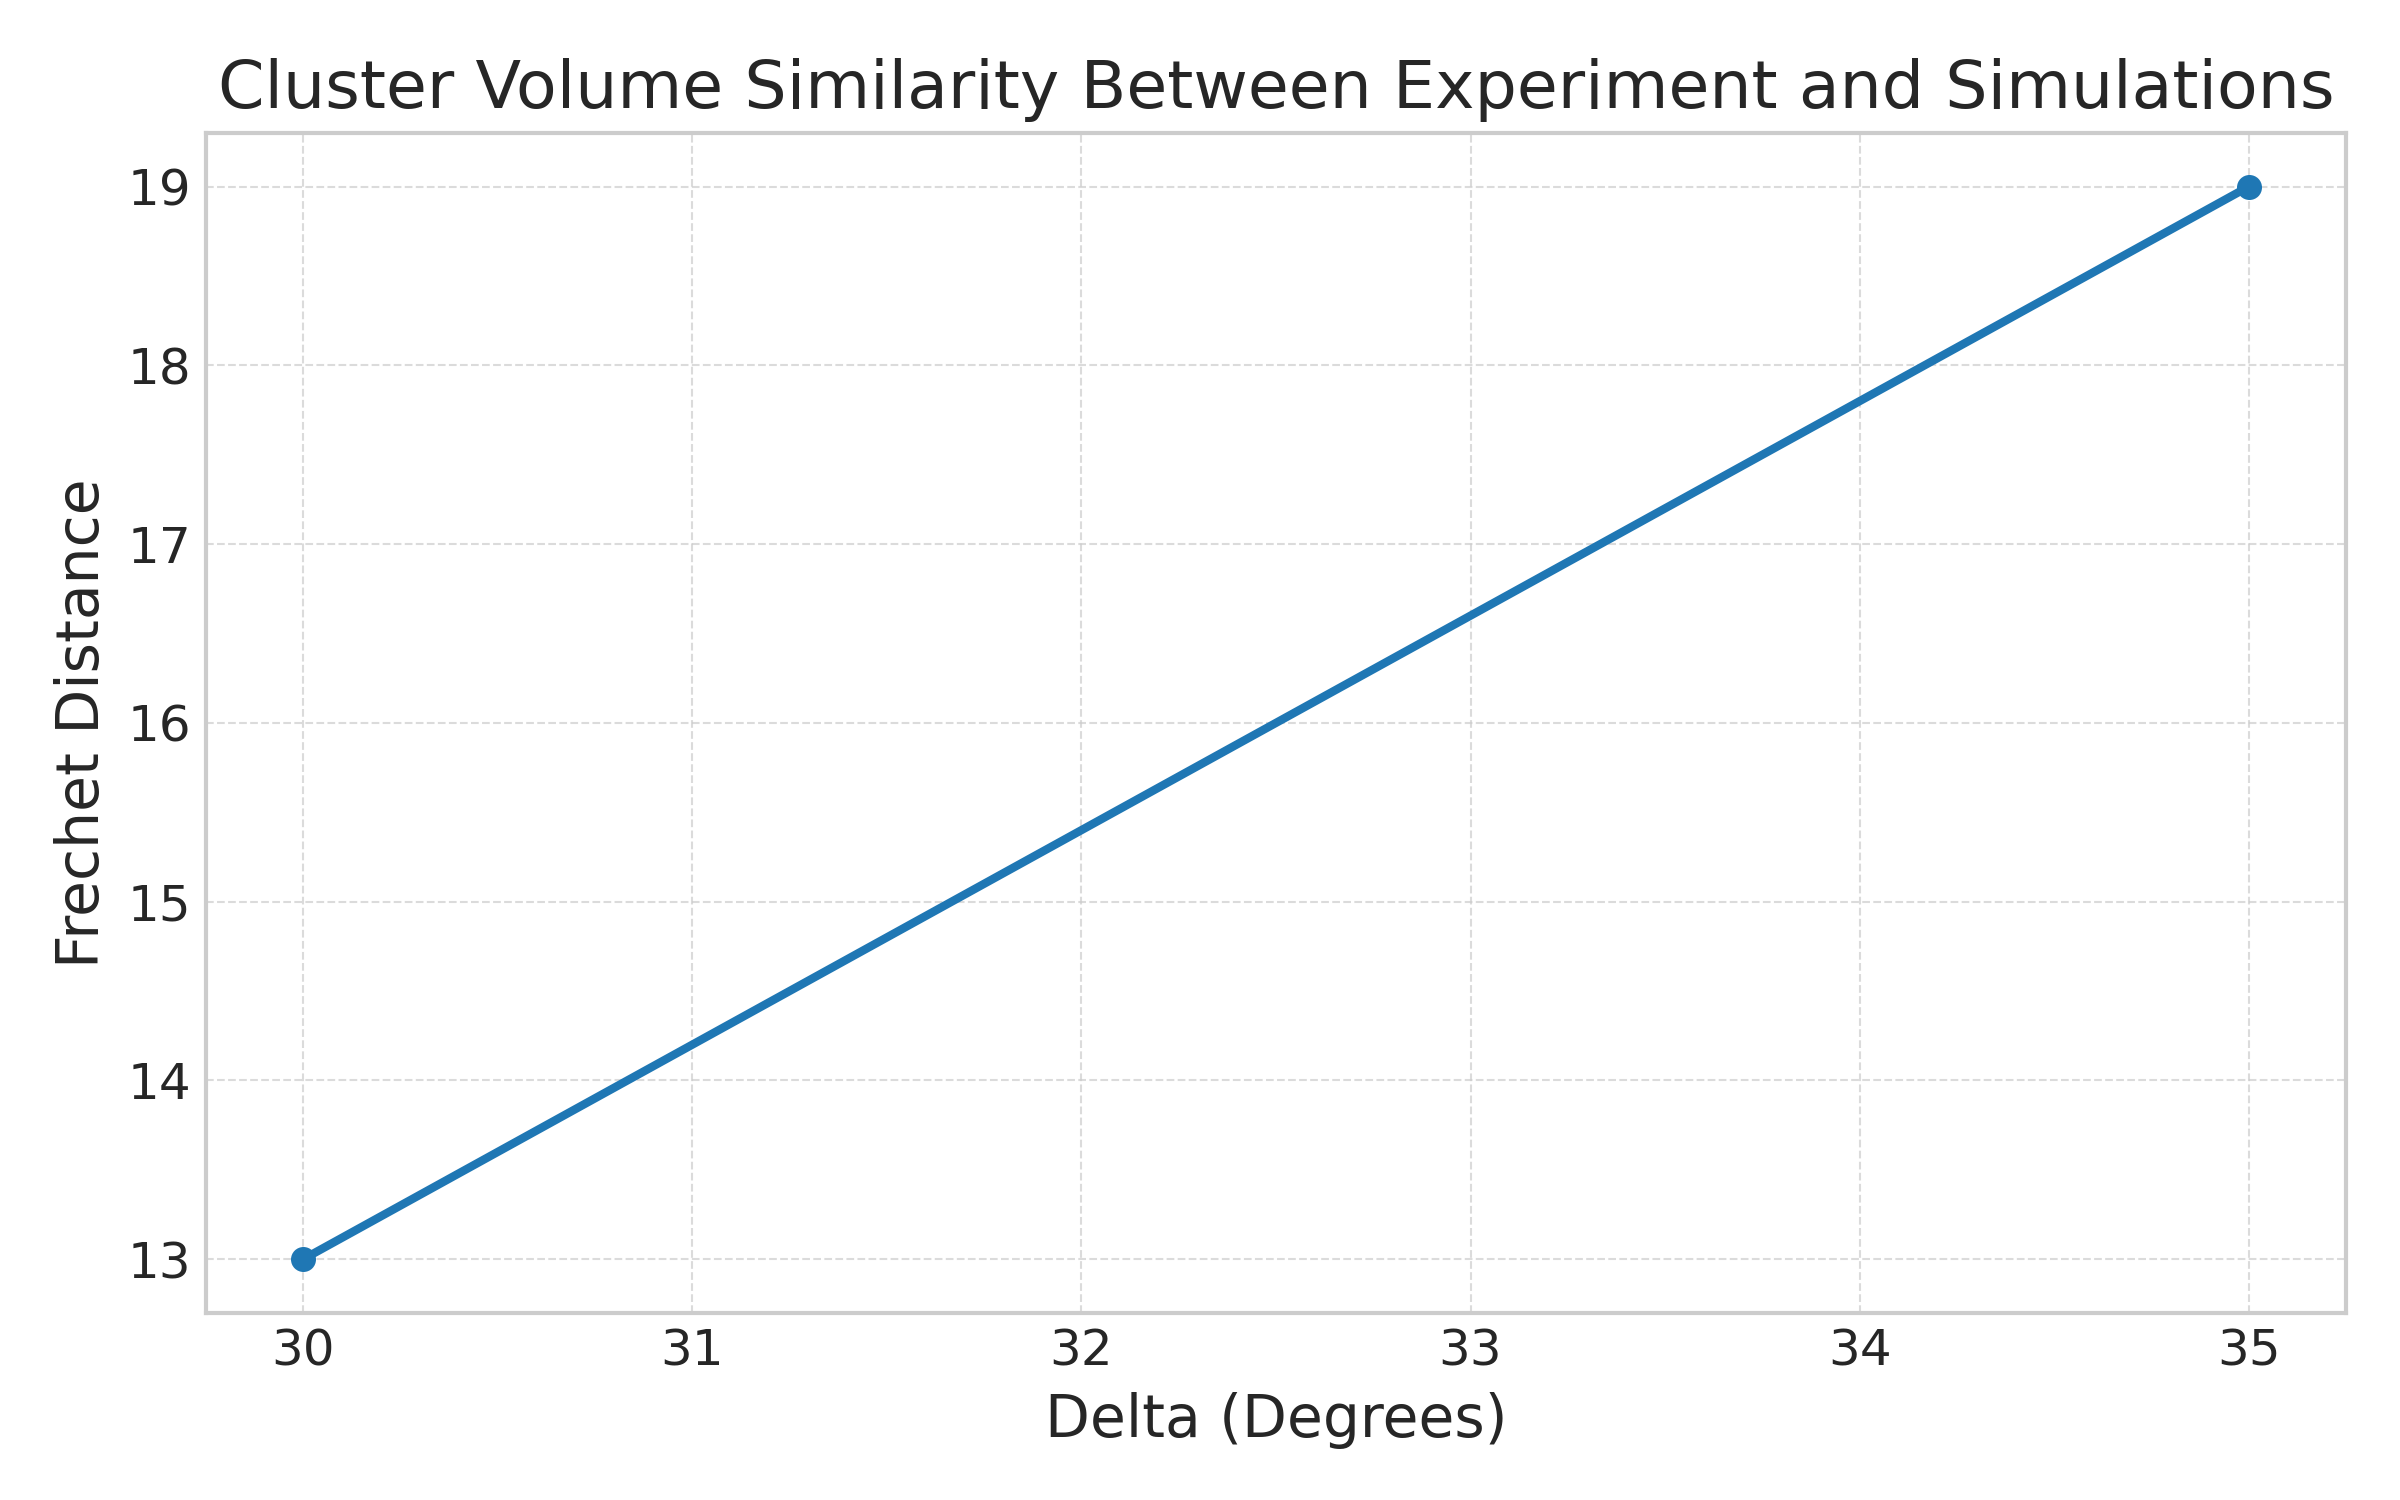 Cluster Volume Similarity Between Experiment and Simulations
19
18
17
16
15
14
13
Frechet Distance
30 31 32 33 34 35
Delta (Degrees)